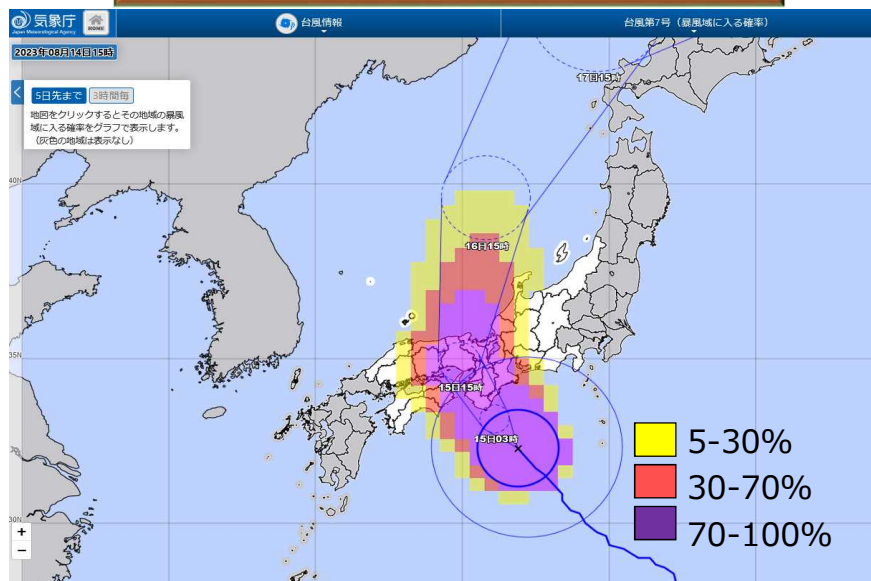 気象庁
Japan Meteorological Agency
HOME
台風情報
台風第7号（暴風域に入る確率）
2023年08月14日15時
5日先まで 3時間毎
地図をクリックするとその地域の暴風
域に入る確率をグラフで表示します。
（灰色の地域は表示なし）
17日15時
40N
16日15時
35N
15日15時
15日03時
30N
5-30%
30-70%
70-100%
+
−